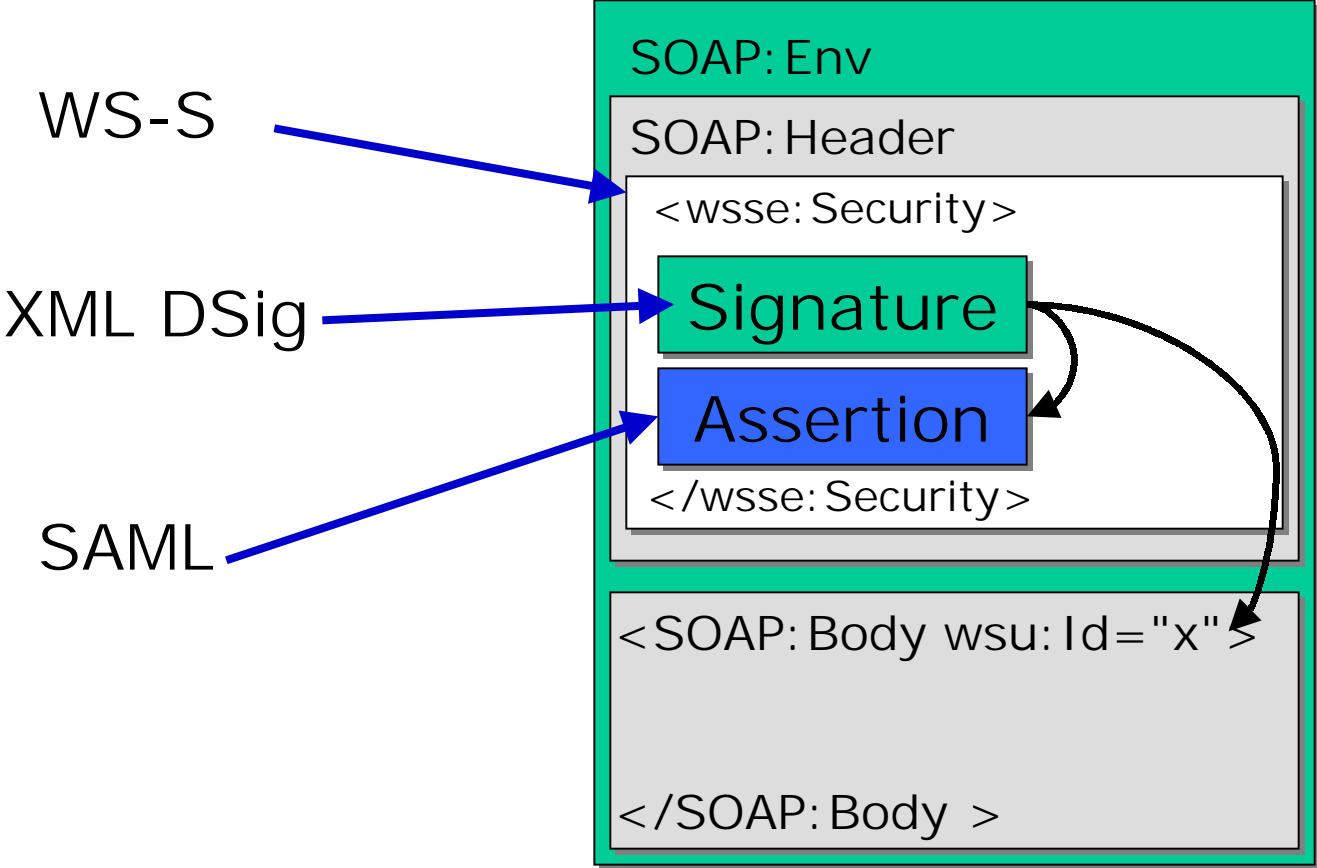 WS-S
XML DSig
SAML
SOAP:Env
SOAP:Header
<wsse:Security>
Signature
Assertion
</wsse:Security>
<SOAP:Body wsu:Id="x">
</SOAP:Body >